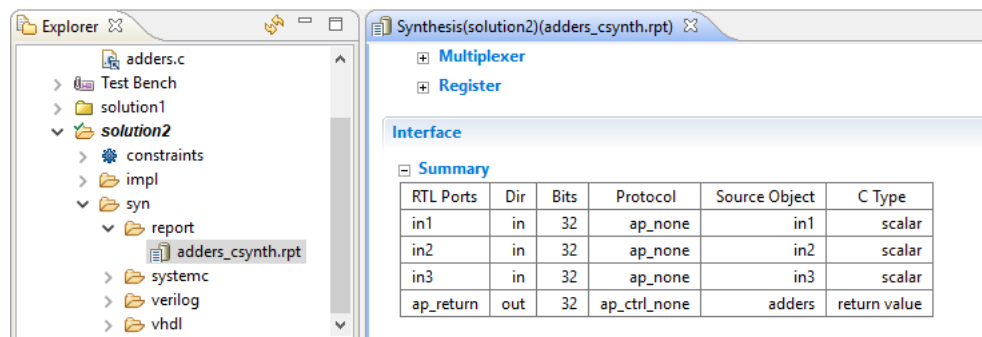 Explorer
adders.c
Test Bench
solution1
solution2
constraints
impl
syn
report
adders_csynth.rpt
systemc
verilog
vhdl
Synthesis(solution2)(adders_csynth.rpt)
Multiplexer
Register
Interface
Summary
RTL Ports Dir Bits Protocol Source Object C Type
in1 in 32 ap_none in1 scalar
in2 in 32 ap_none in2 scalar
in3 in 32 ap_none in3 scalar
ap_return out 32 ap_ctrl_none adders return value